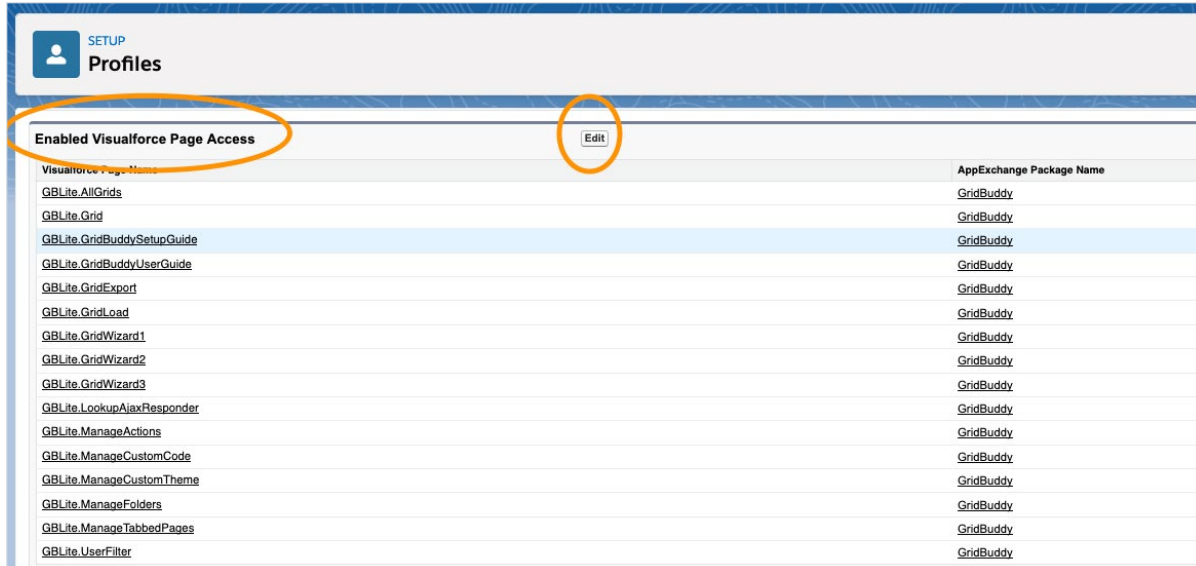 SETUP
Profiles
Enabled Visualforce Page Access Edit
Visualforce Page Name AppExchange Package Name
GBLite.AllGrids GridBuddy
GBLite.Grid GridBuddy
GBLite.GridBuddySetupGuide GridBuddy
GBLite.GridBuddyUserGuide GridBuddy
GBLite.GridExport GridBuddy
GBLite.GridLoad GridBuddy
GBLite.GridWizard1 GridBuddy
GBLite.GridWizard2 GridBuddy
GBLite.GridWizard3 GridBuddy
GBLite.LookupAjaxResponder GridBuddy
GBLite.ManageActions GridBuddy
GBLite.ManageCustomCode GridBuddy
GBLite.ManageCustomTheme GridBuddy
GBLite.ManageFolders GridBuddy
GBLite.ManageTabbedPages GridBuddy
GBLite.UserFilter GridBuddy